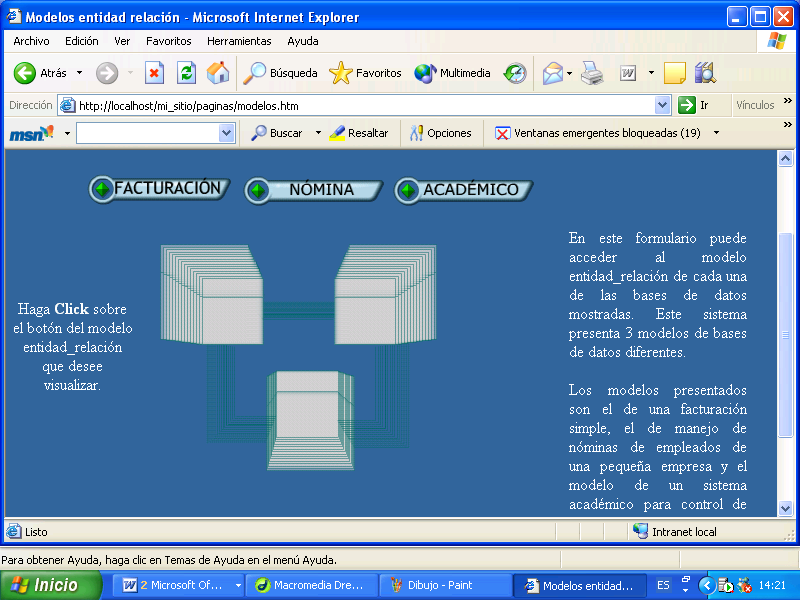 Modelos entidad relación - Microsoft Internet Explorer
Archivo Edición Ver Favoritos Herramientas Ayuda
Atrás Búsqueda Favoritos Multimedia
Dirección http://localhost/mi_sitio/paginas/modelos.htm Ir Vínculos »
msn Buscar Resaltar Opciones Ventanas emergentes bloqueadas (19) »
FACTURACIÓN NÓMINA ACADÉMICO
Haga Click sobre
el botón del modelo
entidad_relación
que desee
visualizar.
En este formulario puede
acceder al modelo
entidad_relación de cada una
de las bases de datos
mostradas. Este sistema
presenta 3 modelos de bases
de datos diferentes.
Los modelos presentados
son el de una facturación
simple, el de manejo de
nóminas de empleados de
una pequeña empresa y el
modelo de un sistema
académico para control de
Listo Intranet local
Para obtener Ayuda, haga clic en Temas de Ayuda en el menú Ayuda.
Inicio 2 Microsoft Of... Macromedia Dre... Dibujo - Paint Modelos entidad... ES 14:21